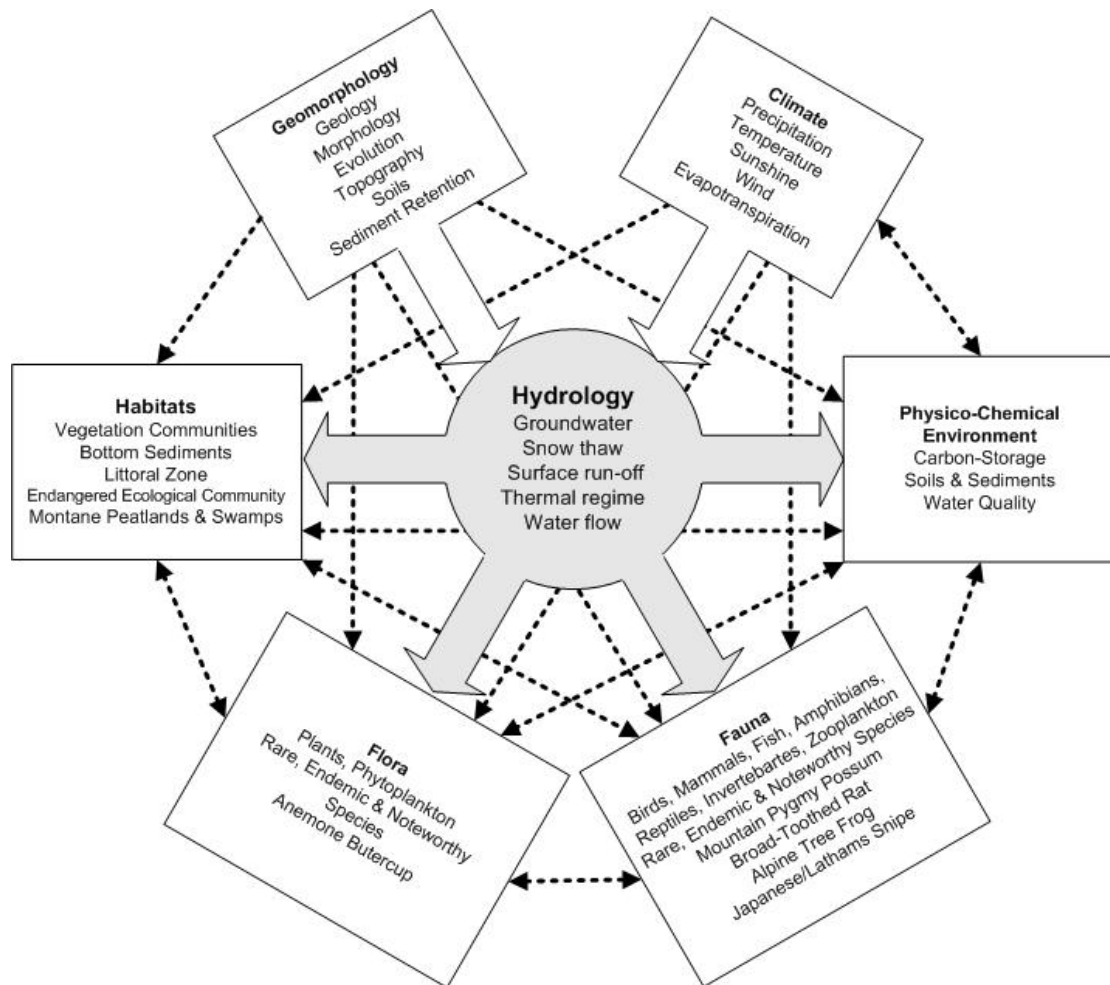 Geomorphology
Geology
Morphology
Evolution
Topography
Soils
Sediment Retention
Climate
Precipitation
Temperature
Sunshine
Wind
Evapotranspiration
Habitats
Vegetation Communities
Bottom Sediments
Littoral Zone
Endangered Ecological Community
Montane Peatlands & Swamps
Hydrology
Groundwater
Snow thaw
Surface run-off
Thermal regime
Water flow
Physico-Chemical
Environment
Carbon-Storage
Soils & Sediments
Water Quality
Flora
Plants, Phytoplankton
Rare, Endemic & Noteworthy
Species
Anemone Butercup
Fauna
Birds, Mammals, Fish, Amphibians,
Reptiles, Invertebartes, Zooplankton
Rare, Endemic & Noteworthy Species
Mountain Pygmy Possum
Broad-Toothed Rat
Alpine Tree Frog
Japanese/Lathams Snipe